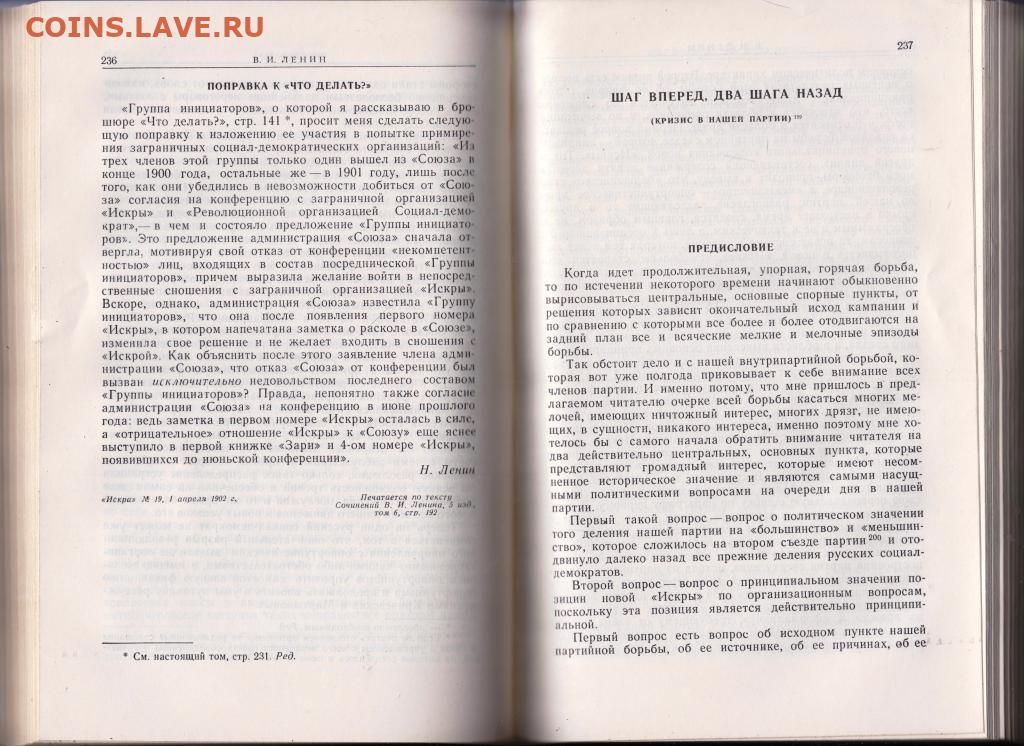 COINS.LAVE.RU
236
В. И. ЛЕНИН
ПОПРАВКА К «ЧТО ДЕЛАТЬ?»
«Группа инициаторов», о которой я рассказываю в бро-
шюре «Что делать?», стр. 141 *, просит меня сделать следую-
щую поправку к изложению ее участия в попытке примире-
ния заграничных социал-демократических организаций: «Из
трех членов этой группы только один вышел из «Союза» в
конце 1900 года, остальные же — в 1901 году, лишь после
того, как они убедились в невозможности добиться от «Сою-
за» согласия на конференцию с заграничной организацией
«Искры» и «Революционной организацией Социал-демо-
крат»,— в чем и состояло предложение «Группы инициато-
ров». Это предложение администрация «Союза» сначала от-
вергла, мотивируя свой отказ от конференции «некомпетент-
ностью» лиц, входящих в состав посреднической «Группы
инициаторов», причем выразила желание войти в непосред-
ственные сношения с заграничной организацией «Искры».
Вскоре, однако, администрация «Союза» известила «Группу
инициаторов», что она после появления первого номера
«Искры», в котором напечатана заметка о расколе в «Союзе»,
изменила свое решение и не желает входить в сношения с
«Искрой». Как объяснить после этого заявление члена адми-
нистрации «Союза», что отказ «Союза» от конференции был
вызван исключительно недовольством последнего составом
«Группы инициаторов»? Правда, непонятно также согласие
администрации «Союза» на конференцию в июне прошлого
года: ведь заметка в первом номере «Искры» осталась в силе,
а «отрицательное» отношение «Искры» к «Союзу» еще яснее
выступило в первой книжке «Зари» и 4-ом номере «Искры»,
появившихся до июньской конференции».
Н. Ленин
«Искра» № 19, 1 апреля 1902 г.
Печатается по тексту
Сочинений В. И. Ленина, 5 изд.,
том 6, стр. 192
* См. настоящий том, стр. 231. Ред.
237
ШАГ ВПЕРЕД, ДВА ШАГА НАЗАД
(КРИЗИС В НАШЕЙ ПАРТИИ) 199
ПРЕДИСЛОВИЕ
Когда идет продолжительная, упорная, горячая борьба,
то по истечении некоторого времени начинают обыкновенно
вырисовываться центральные, основные спорные пункты, от
решения которых зависит окончательный исход кампании и
по сравнению с которыми все более и более отодвигаются на
задний план все и всяческие мелкие и мелочные эпизоды
борьбы.
Так обстоит дело и с нашей внутрипартийной борьбой, ко-
торая вот уже полгода приковывает к себе внимание всех
членов партии. И именно потому, что мне пришлось в пред-
лагаемом читателю очерке всей борьбы касаться многих ме-
лочей, имеющих ничтожный интерес, многих дрязг, не имею-
щих, в сущности, никакого интереса, именно поэтому мне хо-
телось бы с самого начала обратить внимание читателя на
два действительно центральных, основных пункта, которые
представляют громадный интерес, которые имеют несом-
ненное историческое значение и являются самыми насущ-
ными политическими вопросами на очереди дня в нашей
партии.
Первый такой вопрос — вопрос о политическом значении
того деления нашей партии на «большинство» и «меньшин-
ство», которое сложилось на втором съезде партии 200 и ото-
двинуло далеко назад все прежние деления русских социал-
демократов.
Второй вопрос — вопрос о принципиальном значении по-
зиции новой «Искры» по организационным вопросам,
поскольку эта позиция является действительно принципи-
альной.
Первый вопрос есть вопрос об исходном пункте нашей
партийной борьбы, об ее источнике, об ее причинах, об ее